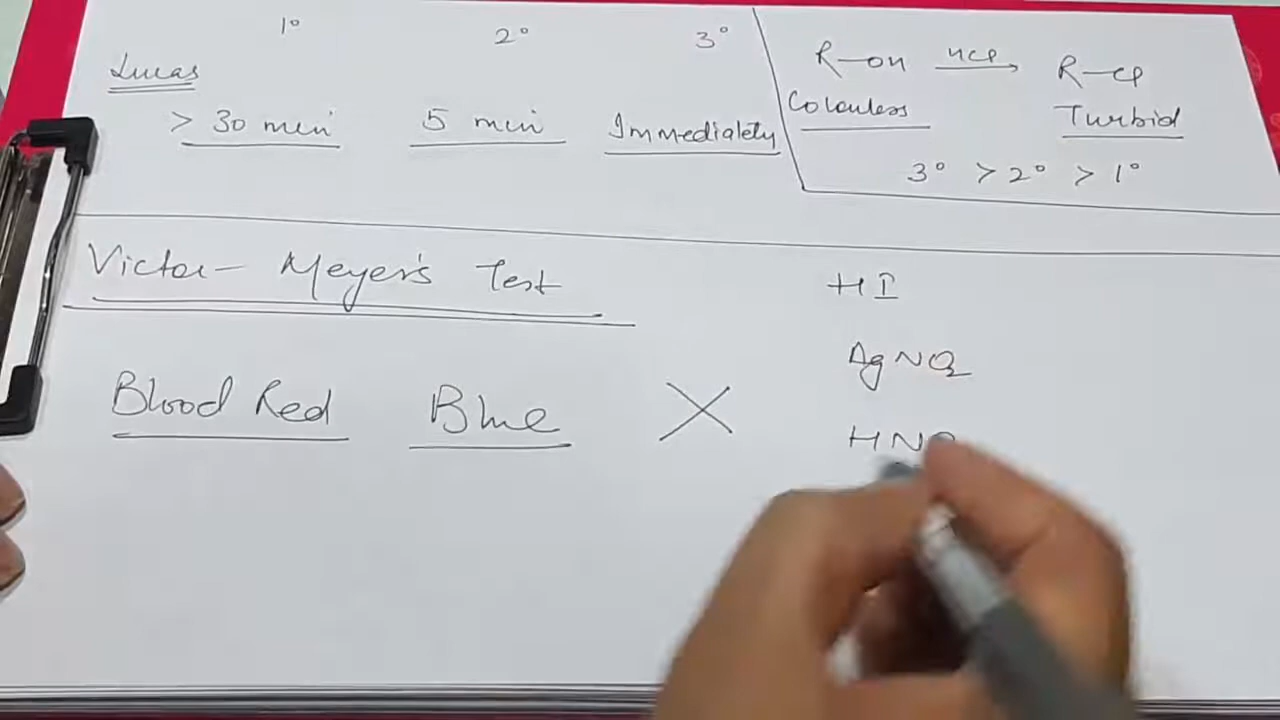 1° 2° 3°
Lucas
> 30 min 5 min Immediately
R-OH HCl R-Cl
Colourless Turbid
3° > 2° > 1°
Victor- Meyer's Test
Blood Red Blue X
HI
AgNO2
HNO